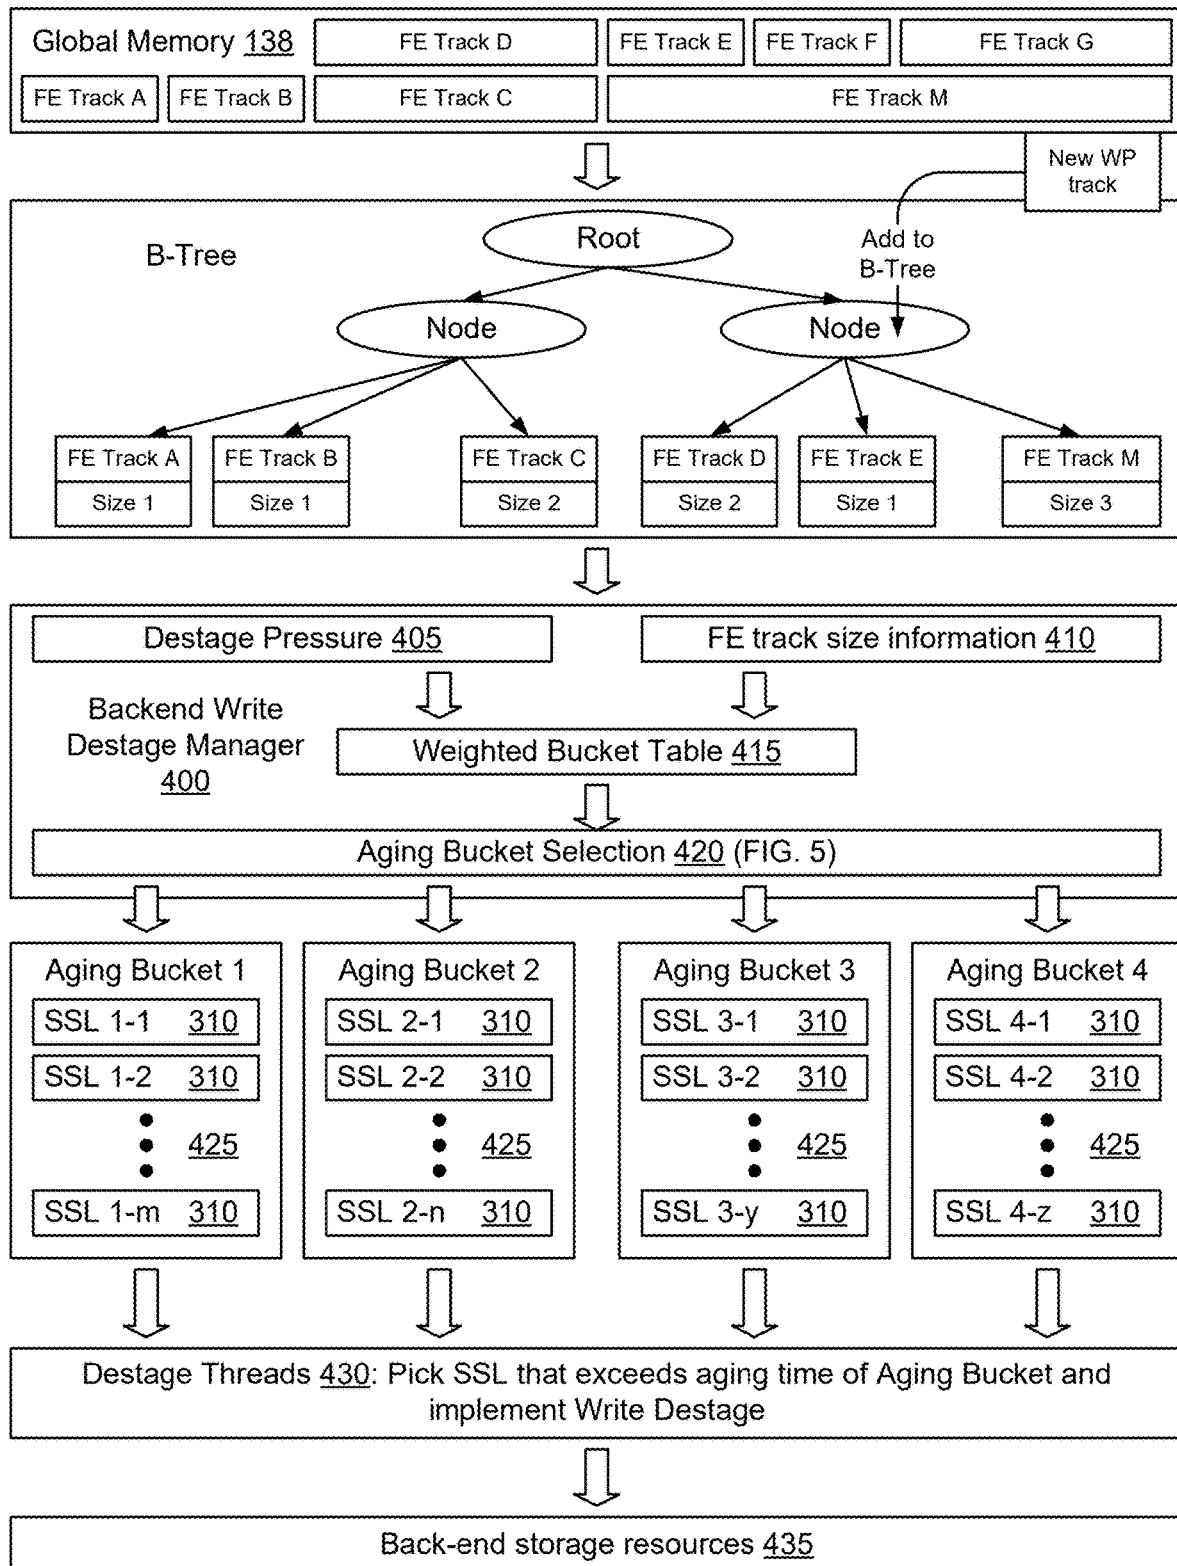 Global Memory 138
FE Track D
FE Track E
FE Track F
FE Track G
FE Track A
FE Track B
FE Track C
FE Track M
New WP
track
B-Tree
Root
Add to
B-Tree
Node
Node
FE Track A
FE Track B
FE Track C
FE Track D
FE Track E
FE Track M
Size 1
Size 1
Size 2
Size 2
Size 1
Size 3
Destage Pressure 405
FE track size information 410
Backend Write
Destage Manager
400
Weighted Bucket Table 415
Aging Bucket Selection 420 (FIG. 5)
Aging Bucket 1
SSL 1-1 310
SSL 1-2 310
425
SSL 1-m 310
Aging Bucket 2
SSL 2-1 310
SSL 2-2 310
425
SSL 2-n 310
Aging Bucket 3
SSL 3-1 310
SSL 3-2 310
425
SSL 3-y 310
Aging Bucket 4
SSL 4-1 310
SSL 4-2 310
425
SSL 4-z 310
Destage Threads 430: Pick SSL that exceeds aging time of Aging Bucket and
implement Write Destage
Back-end storage resources 435